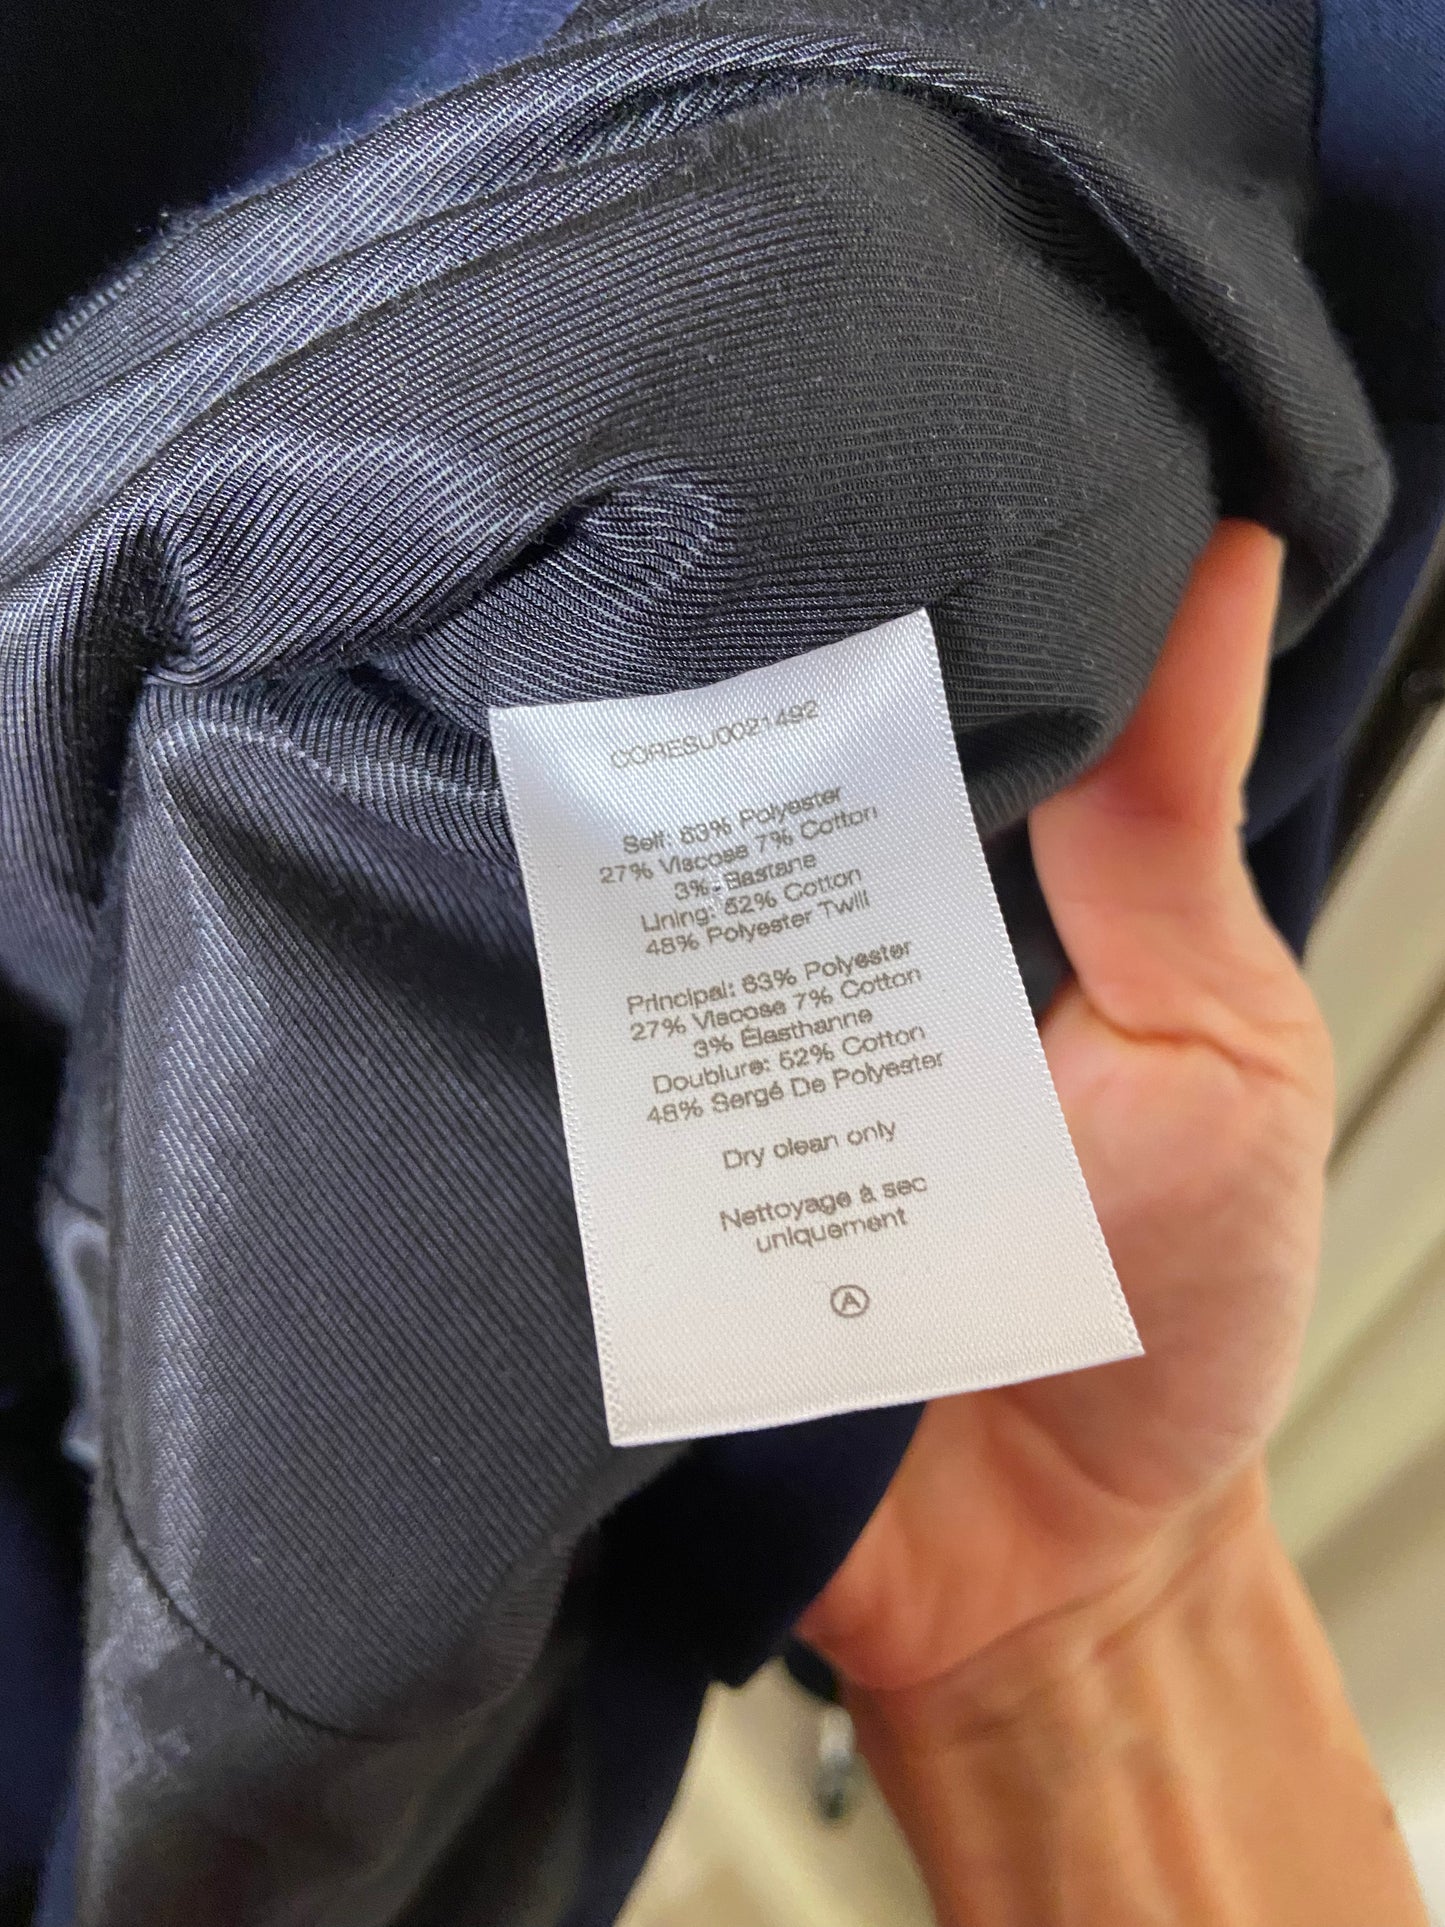 CORESU0021492
Self: 63% Polyester
27% Viscose 7% Cotton
3% Elastane
Lining: 52% Cotton
48% Polyester Twill
Principal: 63% Polyester
27% Viscose 7% Cotton
3% Élasthanne
Doublure: 52% Cotton
48% Sergé De Polyester
Dry clean only
Nettoyage à sec
uniquement
A